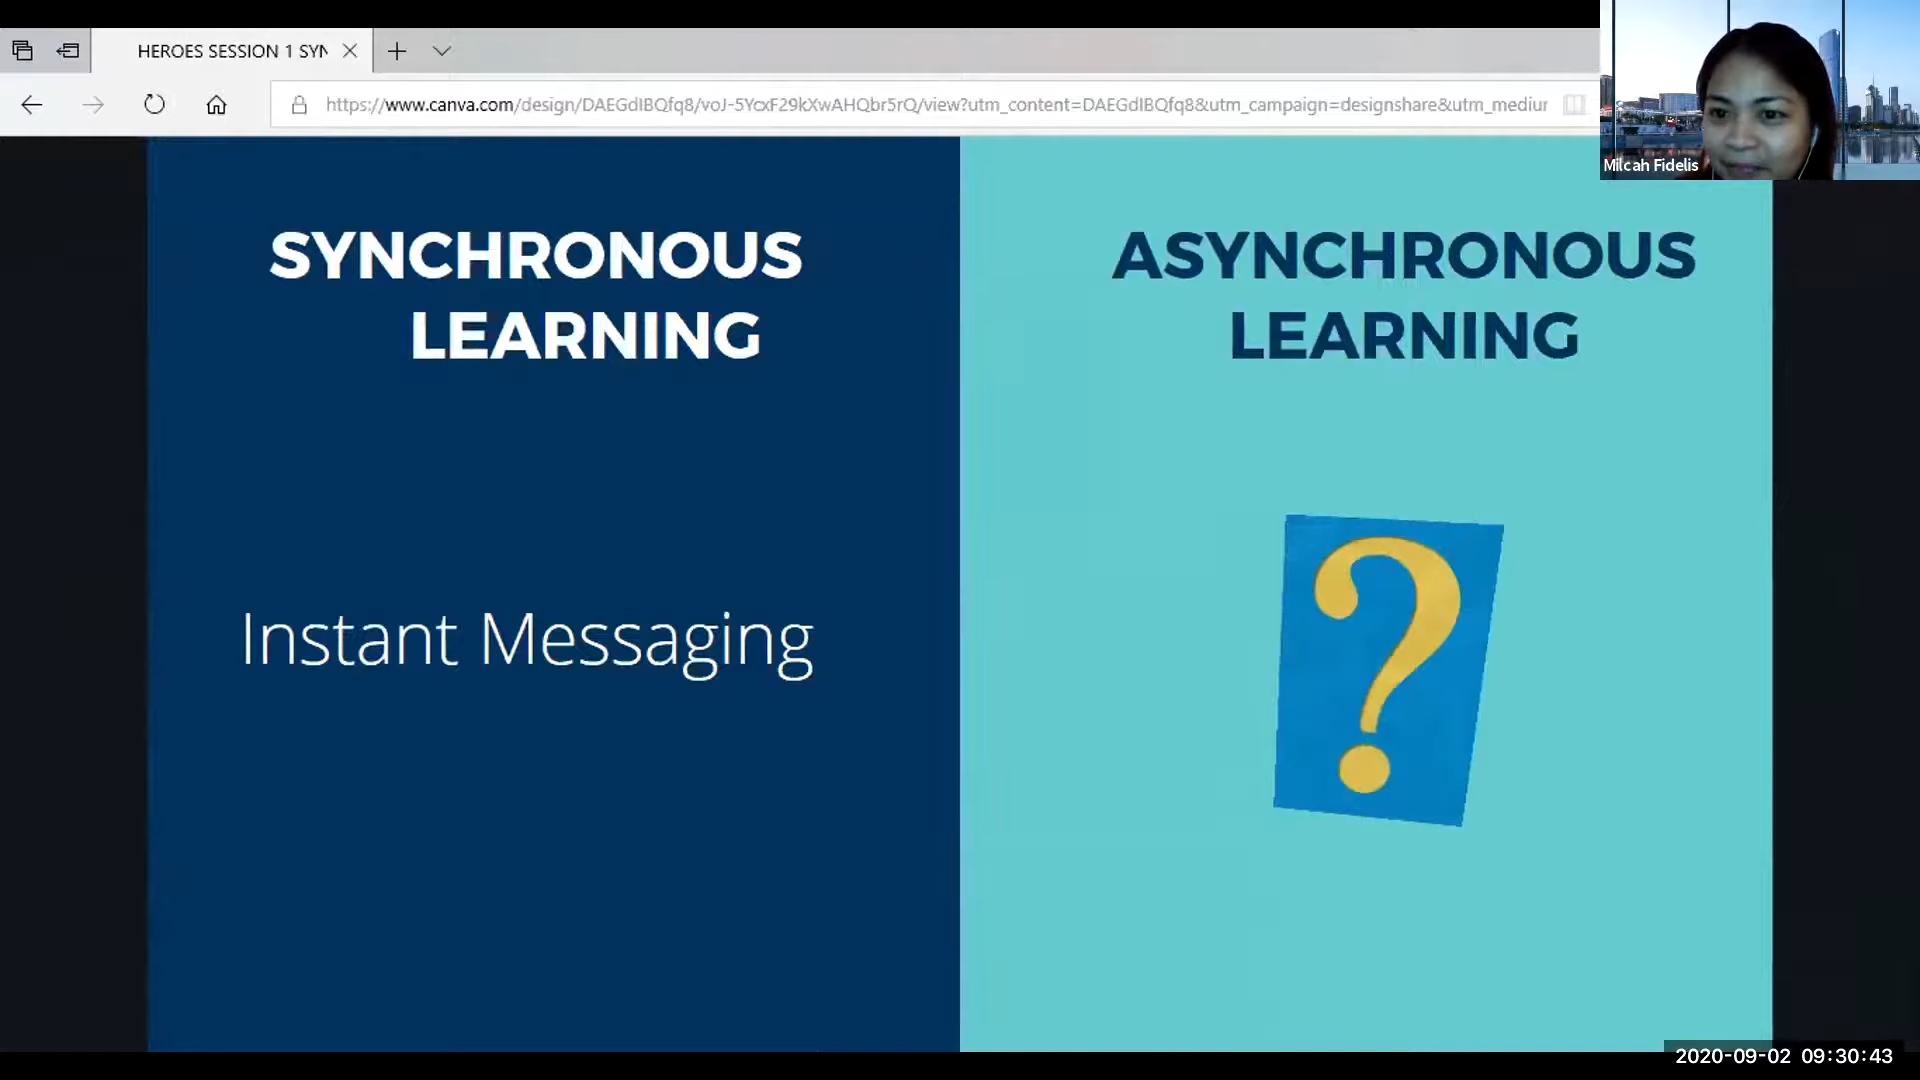 HEROES SESSION 1 SYN
https://www.canva.com/design/DAEGdIBQfq8/voJ-5YcxF29kXwAHQbr5rQ/view?utm_content=DAEGdIBQfq8&utm_campaign=designshare&utm_mediur
Milcah Fidelis
SYNCHRONOUS
LEARNING
ASYNCHRONOUS
LEARNING
Instant Messaging
?
2020-09-02 09:30:43